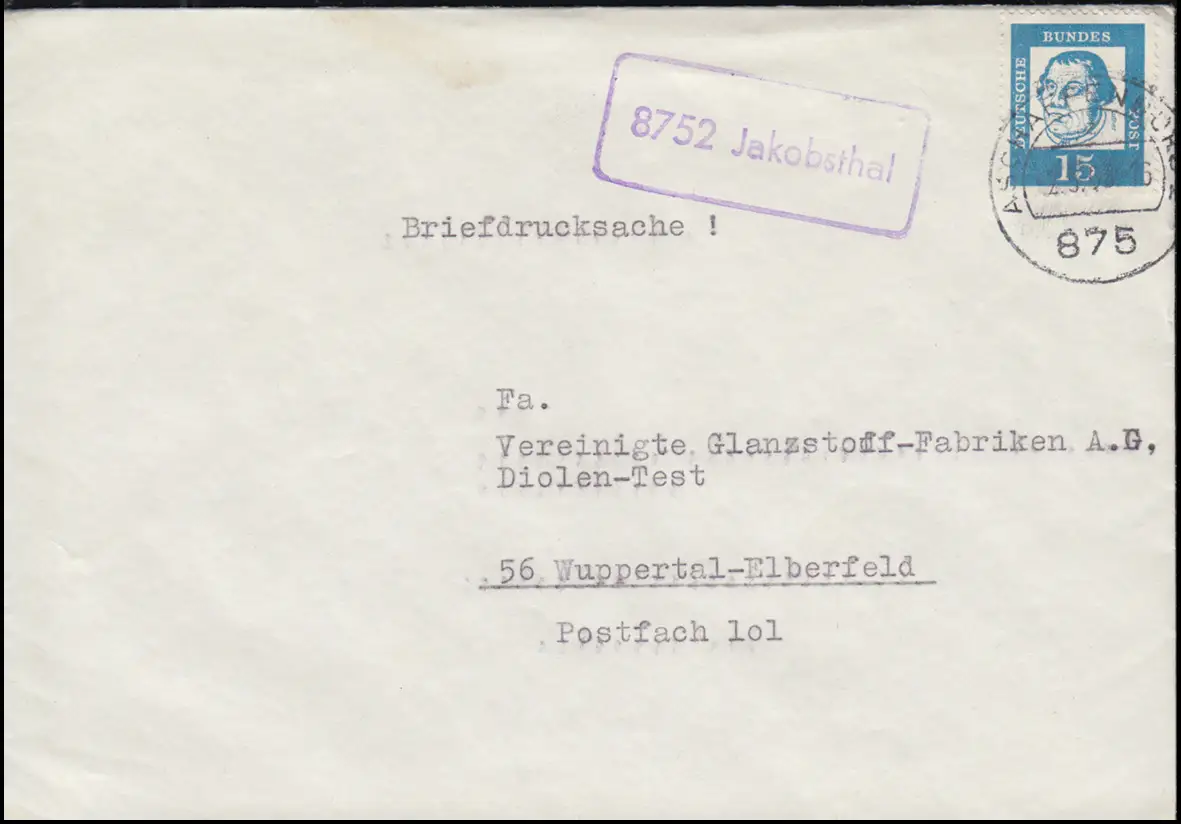 DEUTSCHE BUNDES POST
15
875
8752 Jakobsthal
Briefdrucksache !
Fa.
Vereinigte Glanzstoff-Fabriken A.G,
Diolen-Test
56 Wuppertal-Elberfeld
Postfach lol